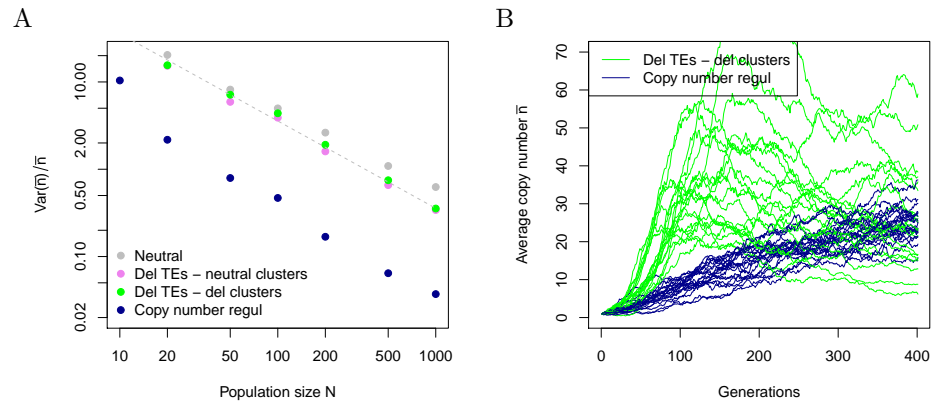 A
Var(n̅)/n̅
10.00
2.00
0.50
0.10
0.02
Neutral
Del TEs − neutral clusters
Del TEs − del clusters
Copy number regul
10 20 50 100 200 500 1000
Population size N
B
Average copy number n̅
70
60
50
40
30
20
10
0
Del TEs − del clusters
Copy number regul
0 100 200 300 400
Generations